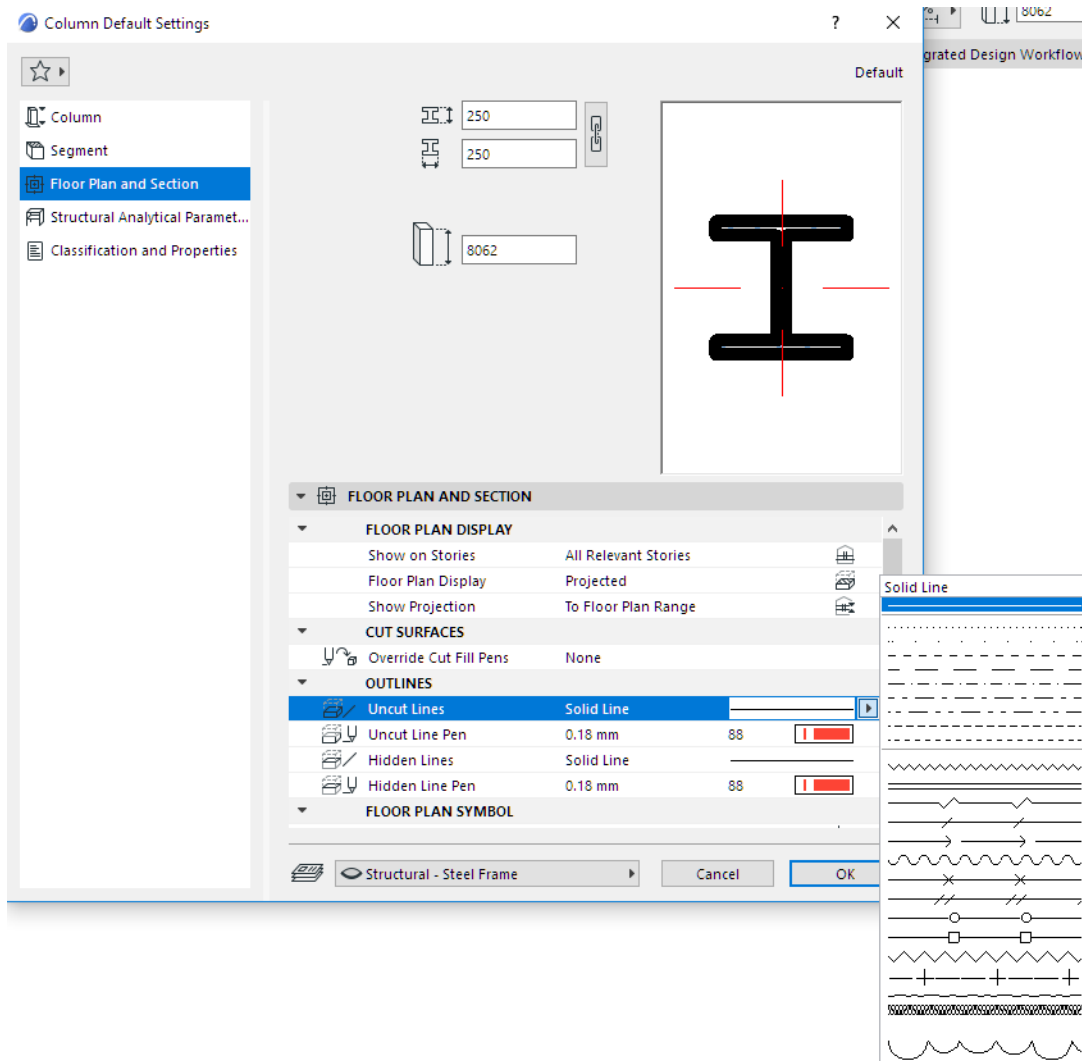 Column Default Settings
?
8062
grated Design Workflow
Default
Column
Segment
Floor Plan and Section
Structural Analytical Paramet...
Classification and Properties
250
250
8062
FLOOR PLAN AND SECTION
FLOOR PLAN DISPLAY
Show on Stories All Relevant Stories
Floor Plan Display Projected
Show Projection To Floor Plan Range
CUT SURFACES
Override Cut Fill Pens None
OUTLINES
Uncut Lines Solid Line
Uncut Line Pen 0.18 mm 88
Hidden Lines Solid Line
Hidden Line Pen 0.18 mm 88
FLOOR PLAN SYMBOL
Structural - Steel Frame
Cancel
OK
Solid Line